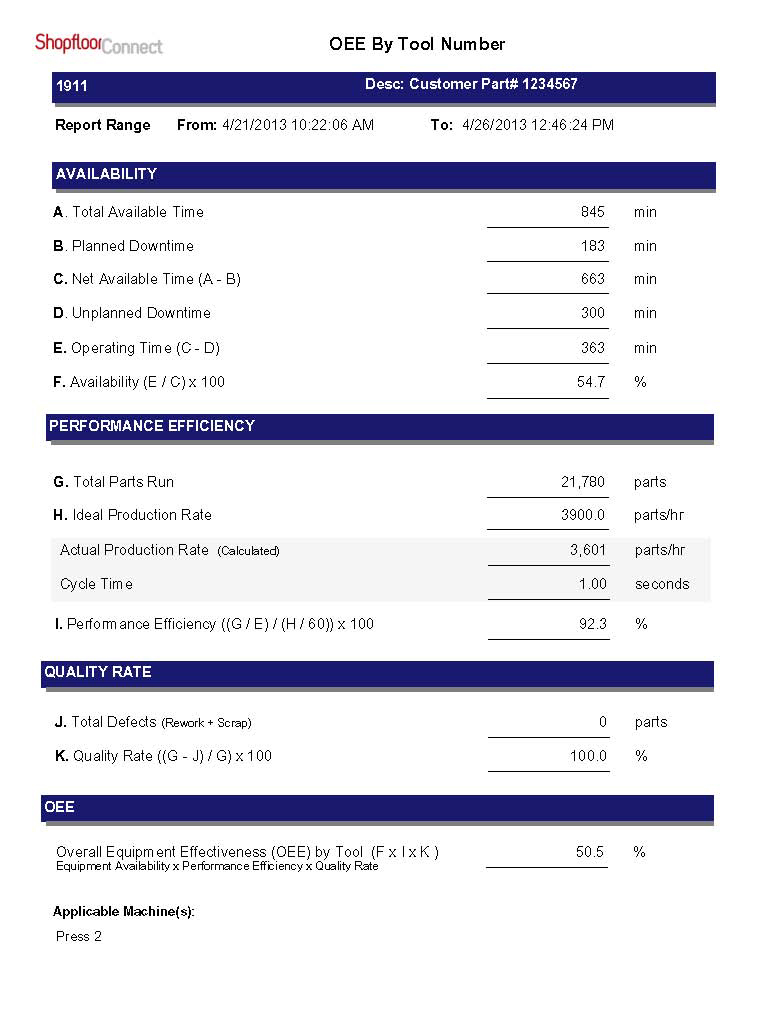 ShopfloorConnect
OEE By Tool Number
1911 Desc: Customer Part# 1234567
Report Range From: 4/21/2013 10:22:06 AM To: 4/26/2013 12:46:24 PM
AVAILABILITY
A. Total Available Time 845 min
B. Planned Downtime 183 min
C. Net Available Time (A - B) 663 min
D. Unplanned Downtime 300 min
E. Operating Time (C - D) 363 min
F. Availability (E / C) x 100 54.7 %
PERFORMANCE EFFICIENCY
G. Total Parts Run 21,780 parts
H. Ideal Production Rate 3900.0 parts/hr
Actual Production Rate (Calculated) 3,601 parts/hr
Cycle Time 1.00 seconds
I. Performance Efficiency ((G / E) / (H / 60)) x 100 92.3 %
QUALITY RATE
J. Total Defects (Rework + Scrap) 0 parts
K. Quality Rate ((G - J) / G) x 100 100.0 %
OEE
Overall Equipment Effectiveness (OEE) by Tool (F x I x K ) 50.5 %
Equipment Availability x Performance Efficiency x Quality Rate
Applicable Machine(s):
Press 2